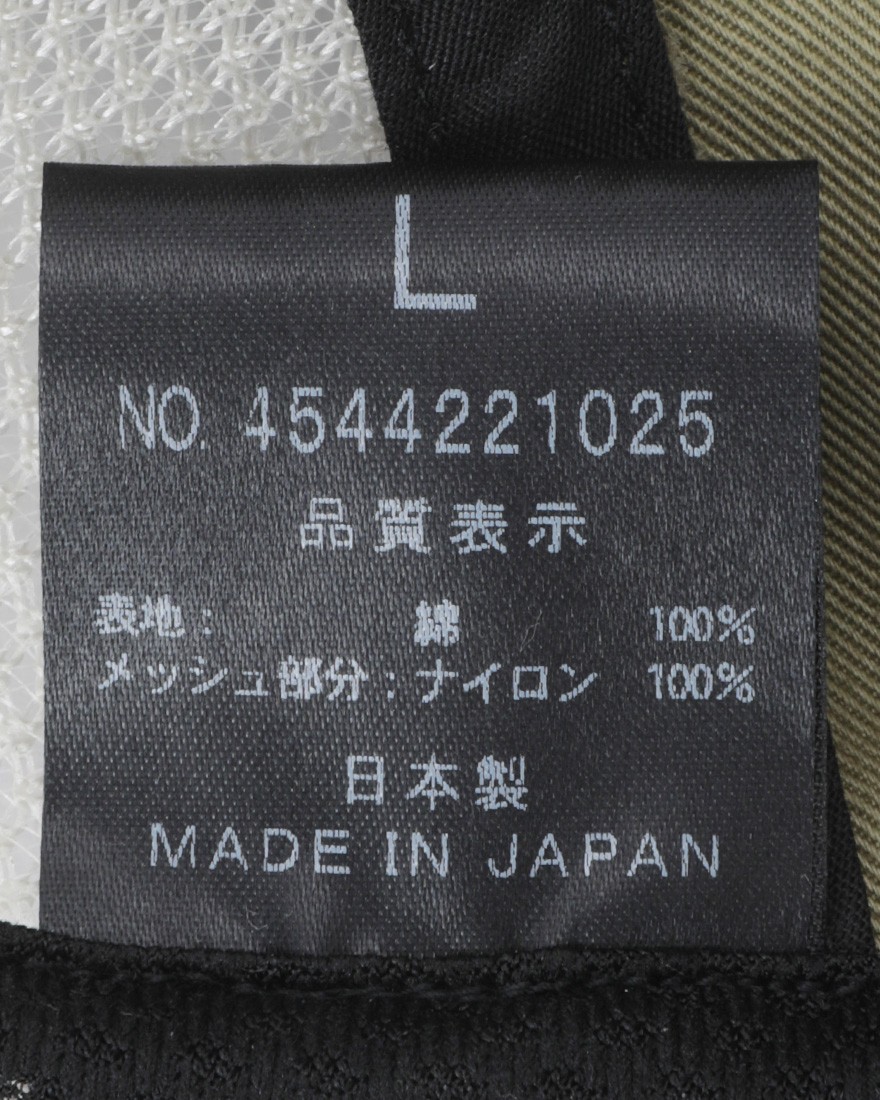 L
NO. 4544221025
品質表示
表地: 綿 100%
メッシュ部分: ナイロン 100%
日本製
MADE IN JAPAN